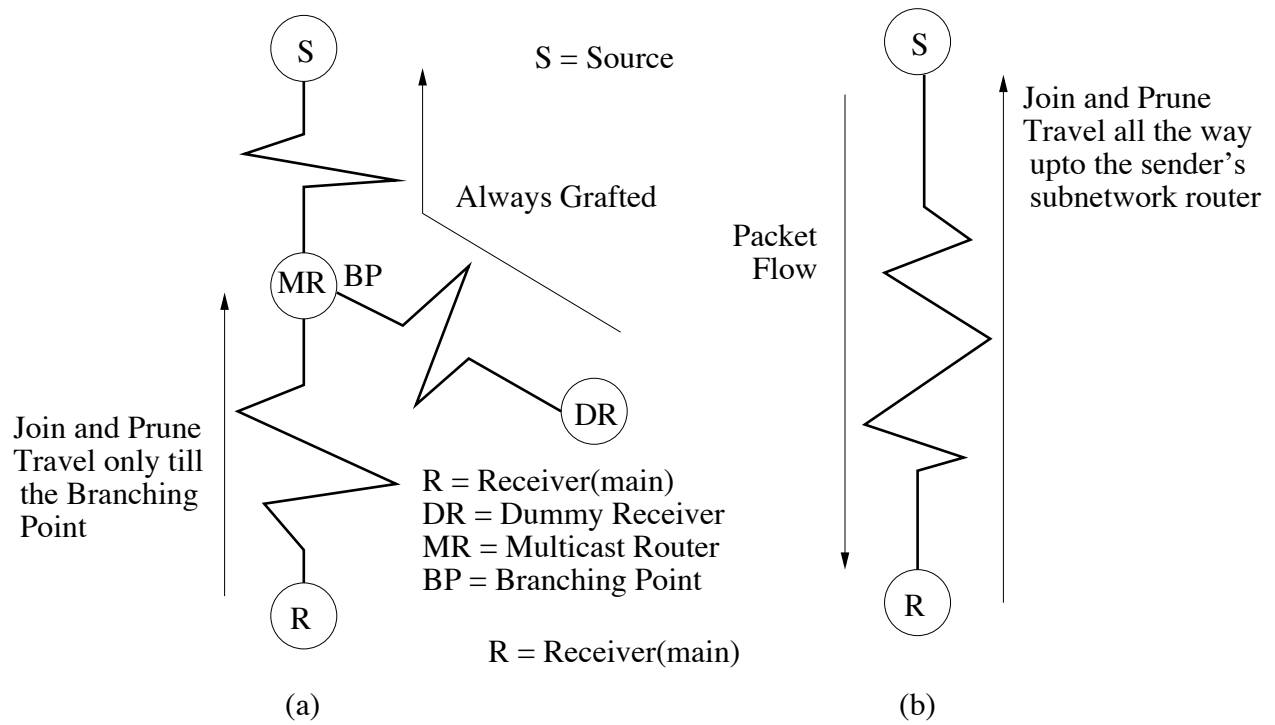 S
S = Source
Always Grafted
MR
BP
DR
Join and Prune
Travel only till
the Branching
Point
R = Receiver(main)
DR = Dummy Receiver
MR = Multicast Router
BP = Branching Point
R
R = Receiver(main)
(a)
S
Join and Prune
Travel all the way
upto the sender's
subnetwork router
Packet
Flow
R
(b)